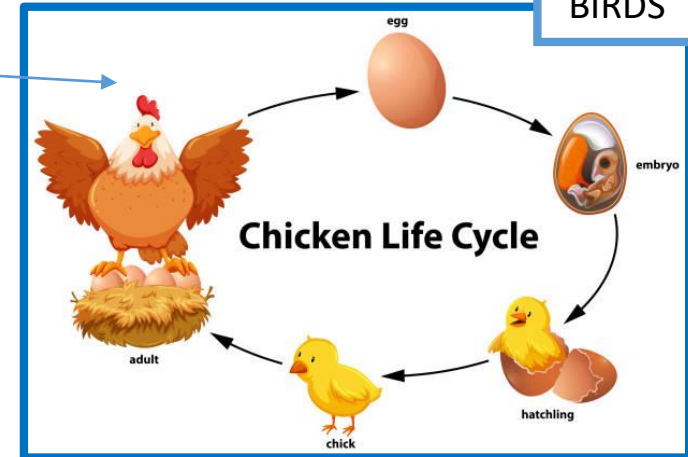 BIRDS
egg
embryo
Chicken Life Cycle
adult
hatchling
chick